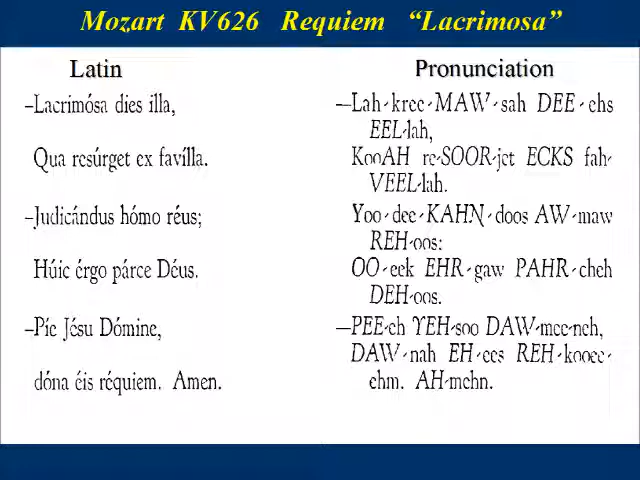 Mozart KV626 Requiem “Lacrimosa”
Latin
–Lacrimósa dies illa,
Qua resúrget ex favílla.
–Judicándus hómo réus;
Húic érgo párce Déus.
–Píe Jésu Dómine,
dóna éis réquiem. Amen.
Pronunciation
—Lah-kree-MAW-sah DEE-ehs
EEL-lah,
KooAH re-SOOR-jet ECKS fah-
VEEL-lah.
Yoo-dee-KAHN-doos AW-maw
REH-oos:
OO-eek EHR-gaw PAHR-cheh
DEH-oos.
—PEE-eh YEH-soo DAW-mee-neh,
DAW-nah EH-ees REH-kooee-
ehm. AH-mehn.